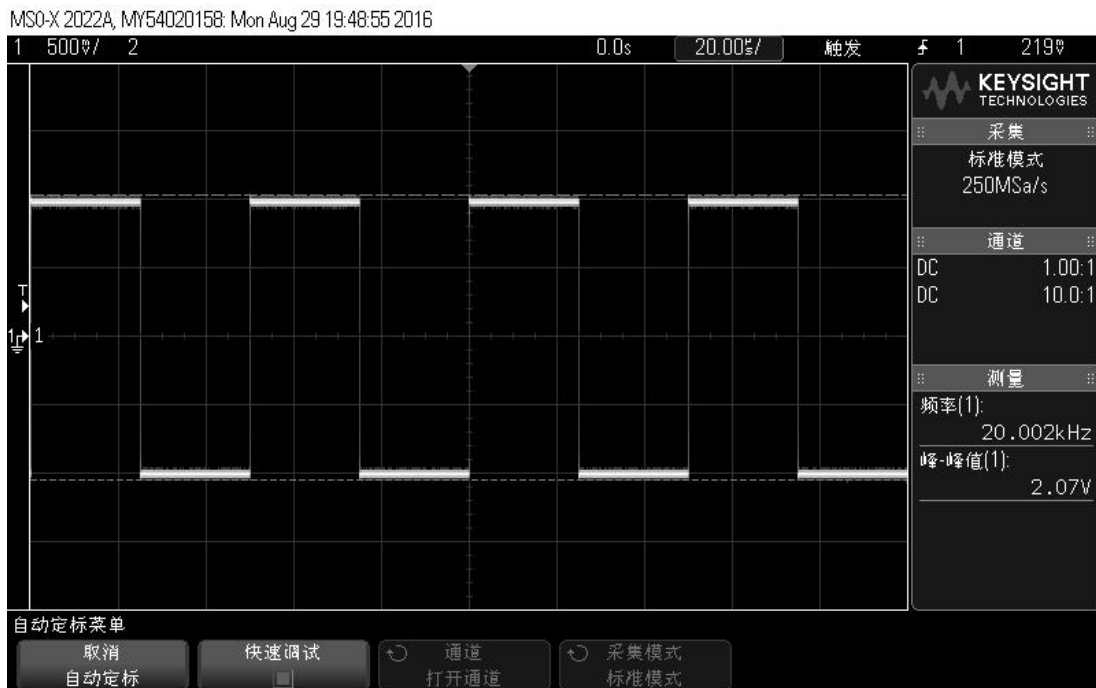 MSO-X 2022A, MY54020158: Mon Aug 29 19:48:55 2016
1 500mV/ 2 0.0s 20.00µs/ 触发 1 219mV
KEYSIGHT
TECHNOLOGIES
采集
标准模式
250MSa/s
通道
DC 1.00:1
DC 10.0:1
T
1 1
测量
频率(1):
20.002kHz
峰-峰值(1):
2.07V
自动定标菜单
取消
自动定标
快速调试
通道
打开通道
采集模式
标准模式